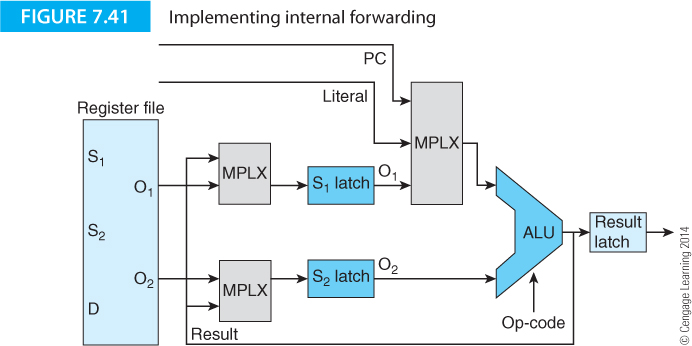 FIGURE 7.41 Implementing internal forwarding
PC
Literal
Register file
MPLX
S1
MPLX
S1 latch
O1
O1
S2
ALU
Result
latch
O2
S2 latch
O2
MPLX
D
Op-code
Result
© Cengage Learning 2014